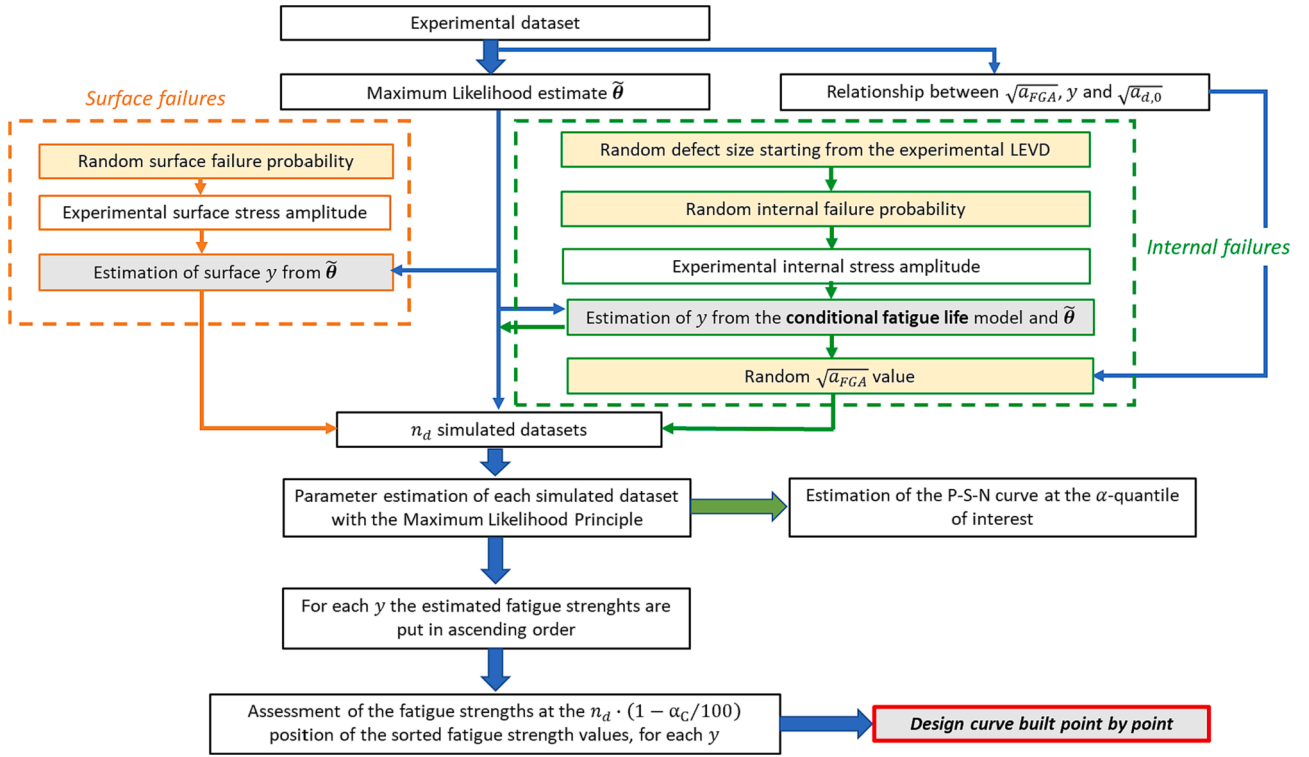 Experimental dataset
Maximum Likelihood estimate θ̃
Relationship between √a_{FGA}, y and √a_{d,0}
Surface failures
Random surface failure probability
Experimental surface stress amplitude
Estimation of surface y from θ̃
Random defect size starting from the experimental LEVD
Random internal failure probability
Experimental internal stress amplitude
Estimation of y from the conditional fatigue life model and θ̃
Random √a_{FGA} value
Internal failures
n_d simulated datasets
Parameter estimation of each simulated dataset
with the Maximum Likelihood Principle
Estimation of the P-S-N curve at the α-quantile
of interest
For each y the estimated fatigue strenghts are
put in ascending order
Assessment of the fatigue strengths at the n_d · (1 − α_C/100)
position of the sorted fatigue strength values, for each y
Design curve built point by point